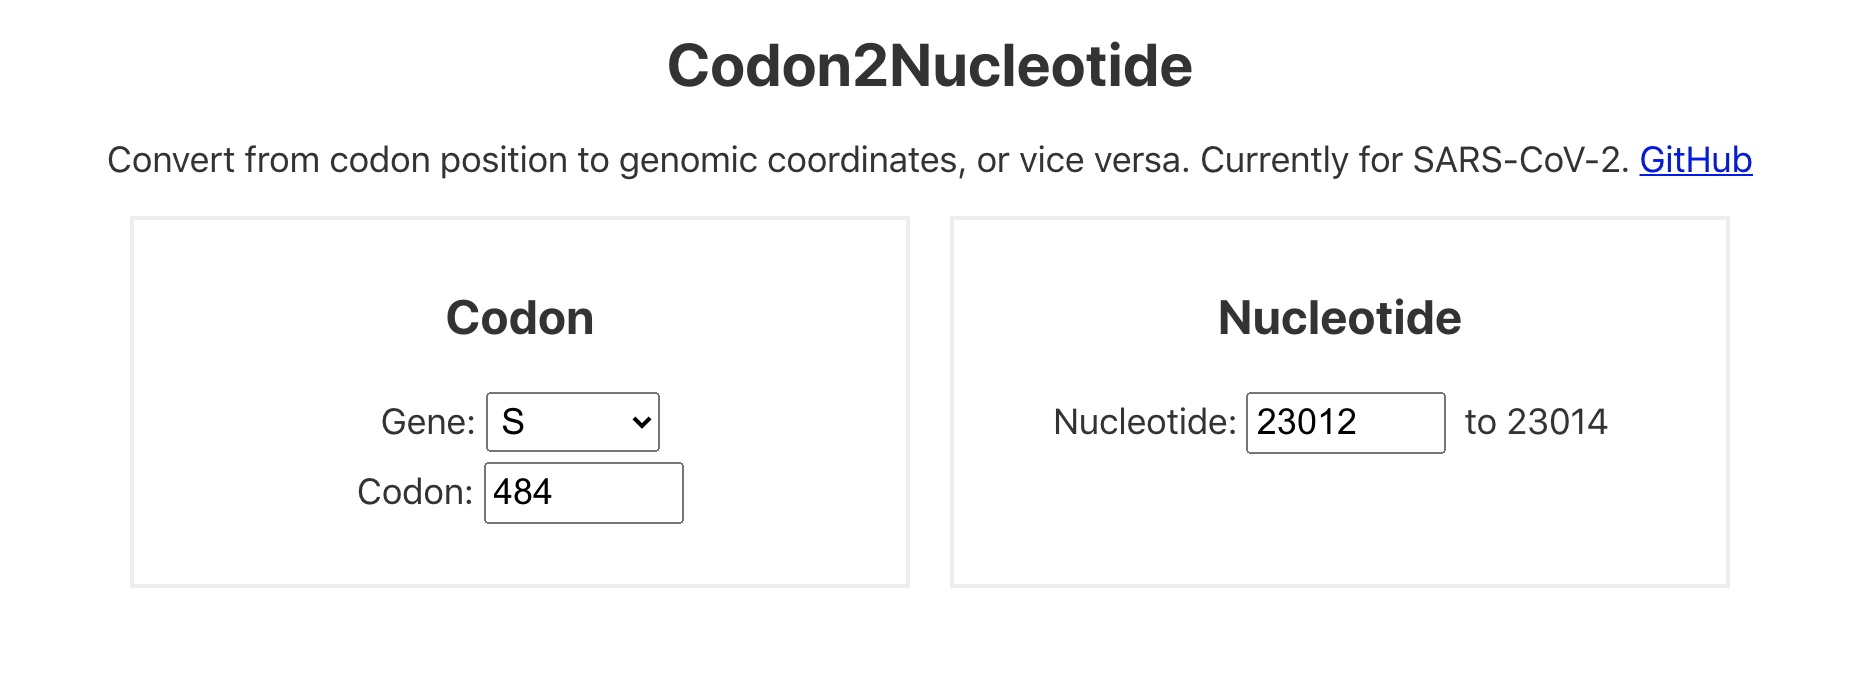 Codon2Nucleotide
Convert from codon position to genomic coordinates, or vice versa. Currently for SARS-CoV-2. GitHub
Codon
Gene: S
Codon: 484
Nucleotide
Nucleotide: 23012 to 23014